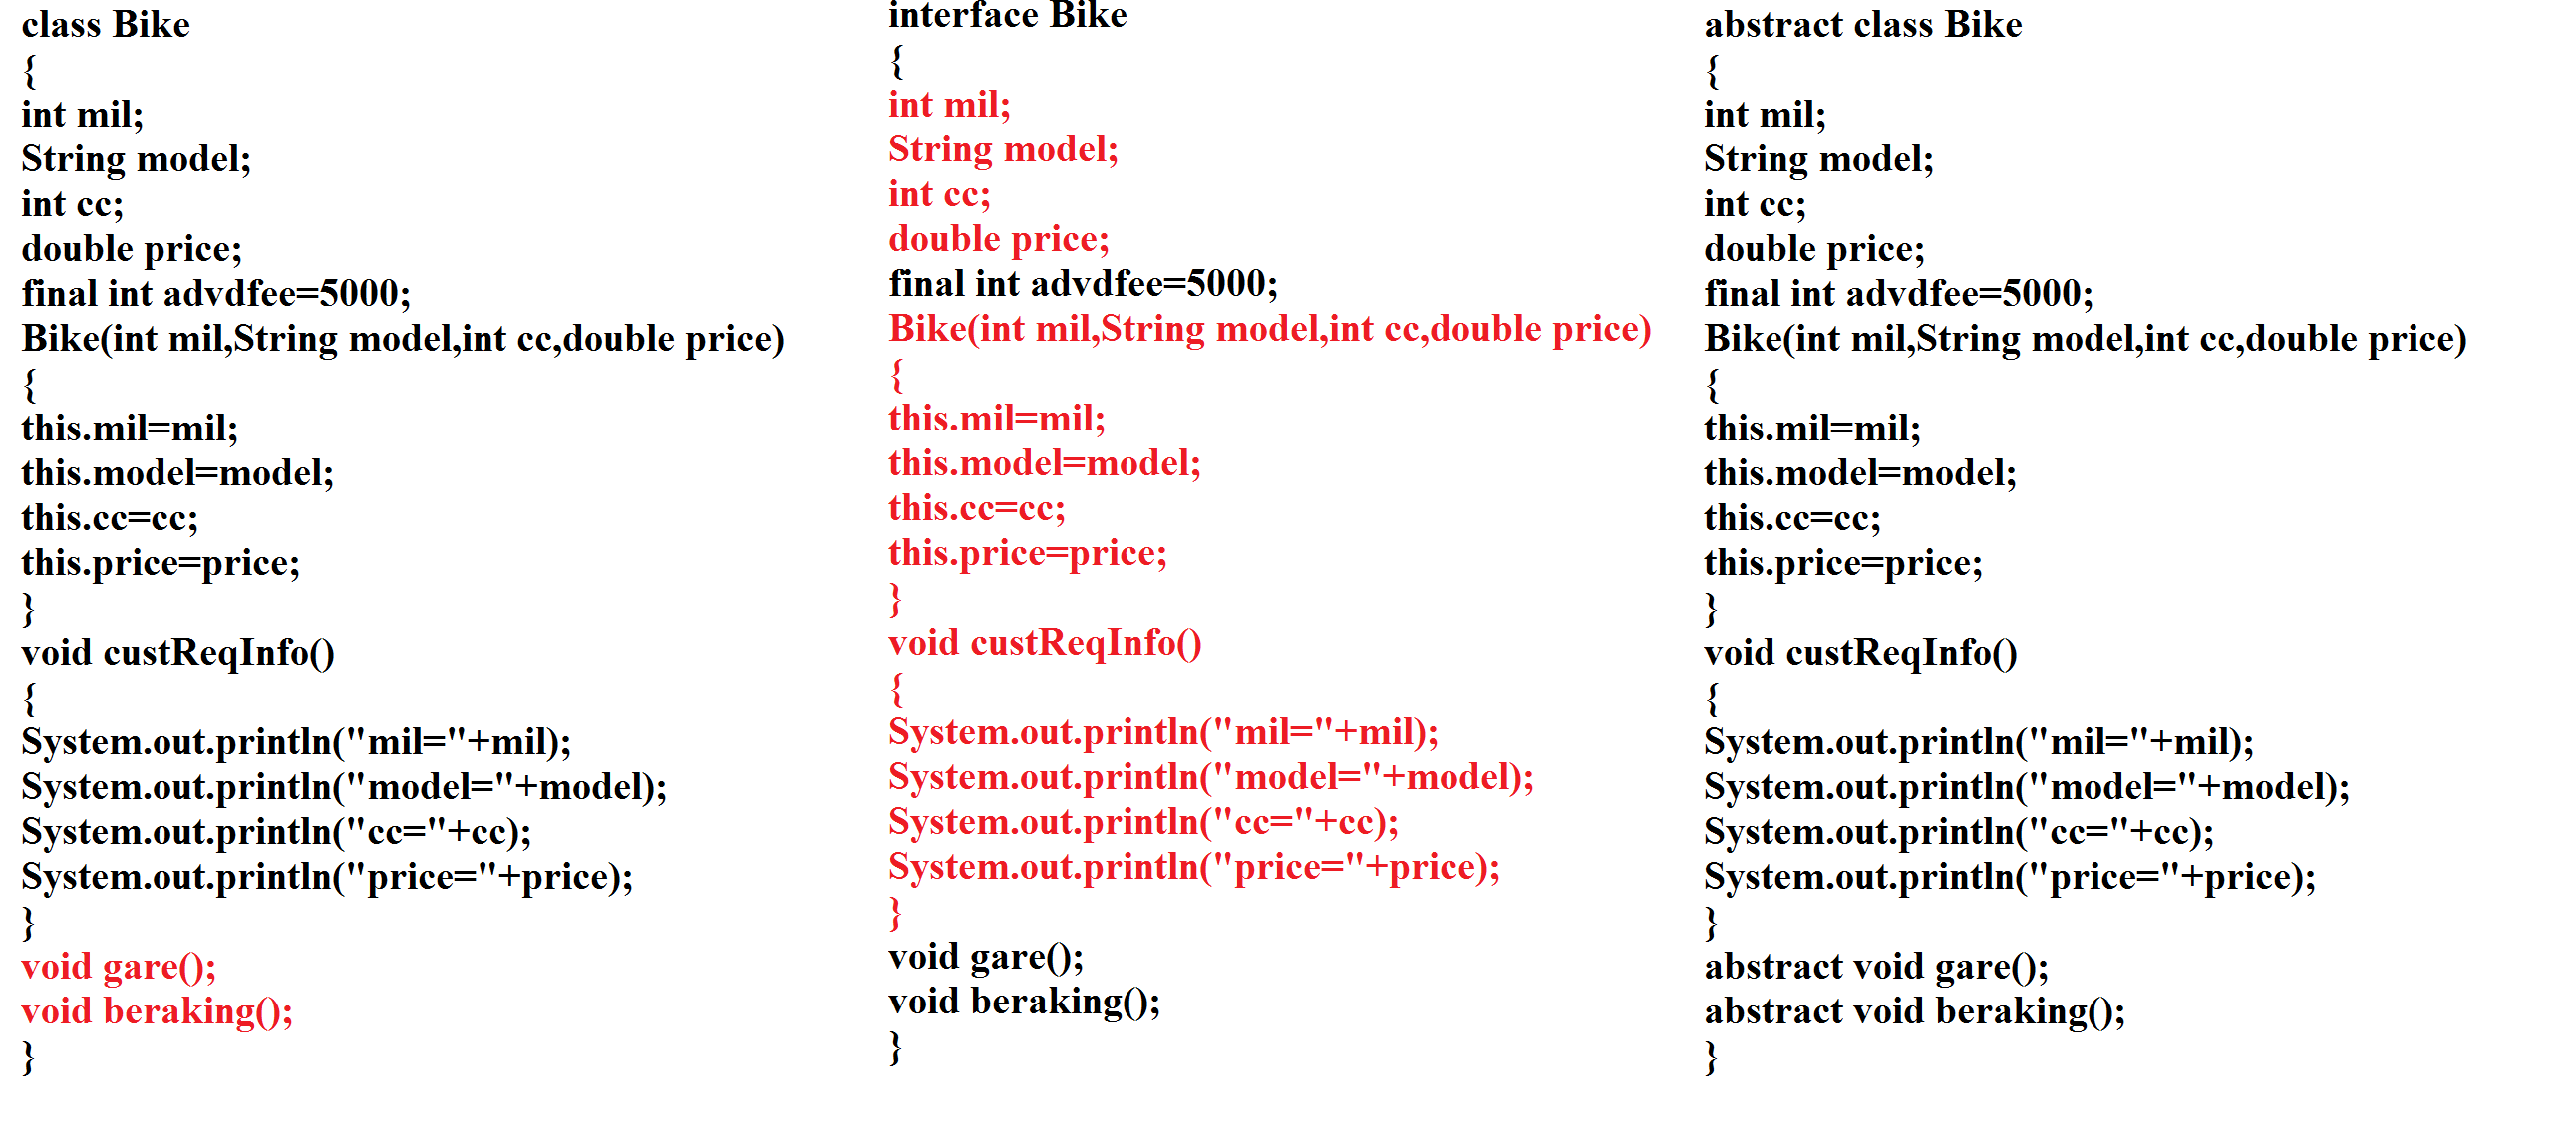 class Bike
{
int mil;
String model;
int cc;
double price;
final int advdfee=5000;
Bike(int mil,String model,int cc,double price)
{
this.mil=mil;
this.model=model;
this.cc=cc;
this.price=price;
}
void custReqInfo()
{
System.out.println("mil="+mil);
System.out.println("model="+model);
System.out.println("cc="+cc);
System.out.println("price="+price);
}
void gare();
void beraking();
}
interface Bike
{
int mil;
String model;
int cc;
double price;
final int advdfee=5000;
Bike(int mil,String model,int cc,double price)
{
this.mil=mil;
this.model=model;
this.cc=cc;
this.price=price;
}
void custReqInfo()
{
System.out.println("mil="+mil);
System.out.println("model="+model);
System.out.println("cc="+cc);
System.out.println("price="+price);
}
void gare();
void beraking();
}
abstract class Bike
{
int mil;
String model;
int cc;
double price;
final int advdfee=5000;
Bike(int mil,String model,int cc,double price)
{
this.mil=mil;
this.model=model;
this.cc=cc;
this.price=price;
}
void custReqInfo()
{
System.out.println("mil="+mil);
System.out.println("model="+model);
System.out.println("cc="+cc);
System.out.println("price="+price);
}
abstract void gare();
abstract void beraking();
}